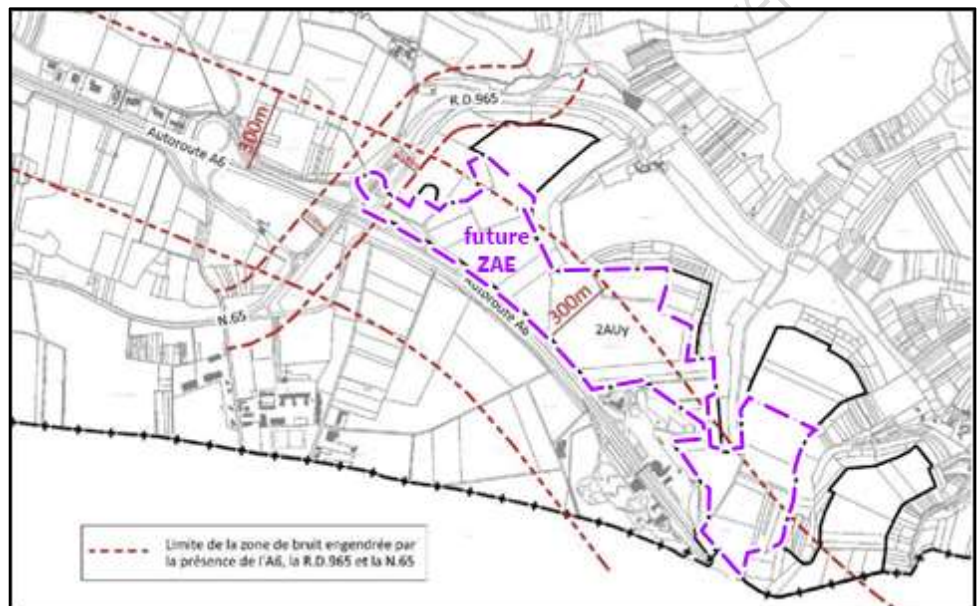 R.D.965
Autoroute A6
300m
future
ZAE
Autoroute A6
300m
2AUy
N.65
Limite de la zone de bruit engendrée par
la présence de l'A6, la R.D.965 et la N.65